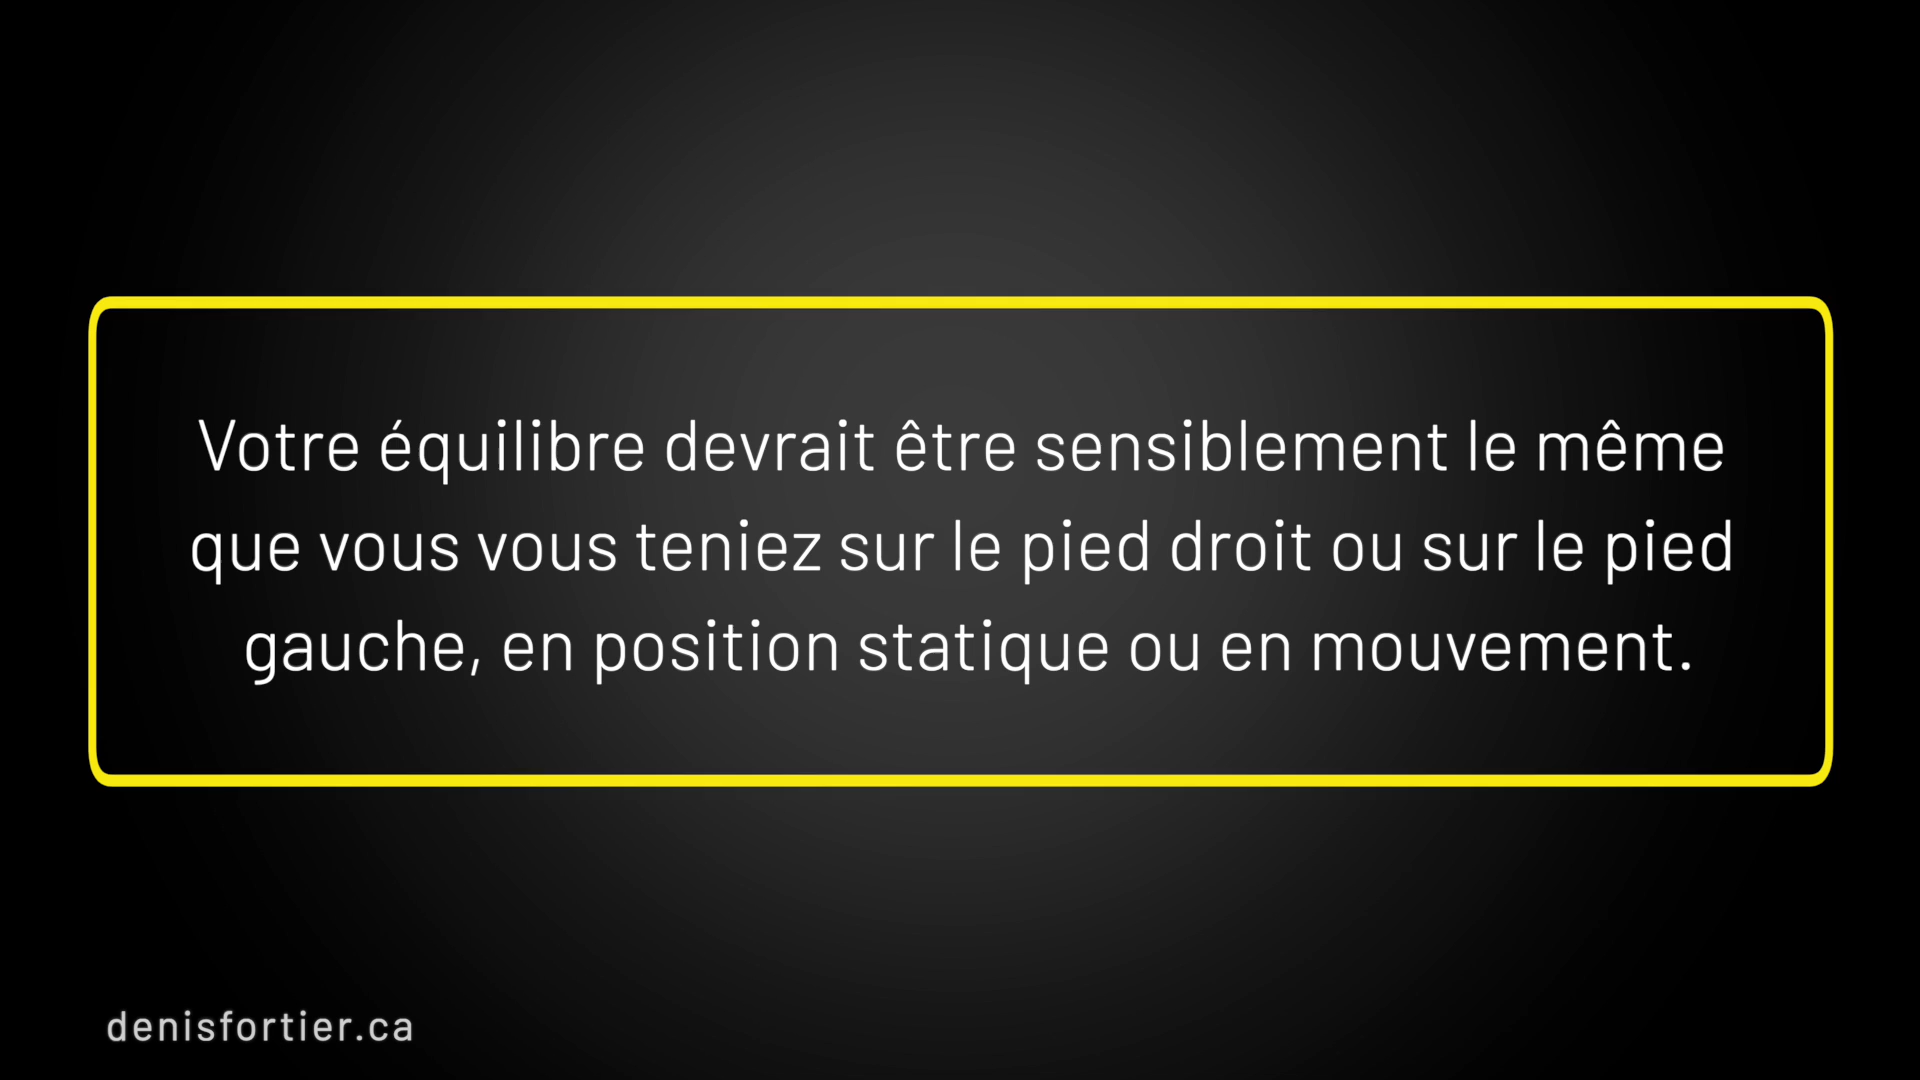 Votre équilibre devrait être sensiblement le même
que vous vous teniez sur le pied droit ou sur le pied
gauche, en position statique ou en mouvement.
denisfortier.ca